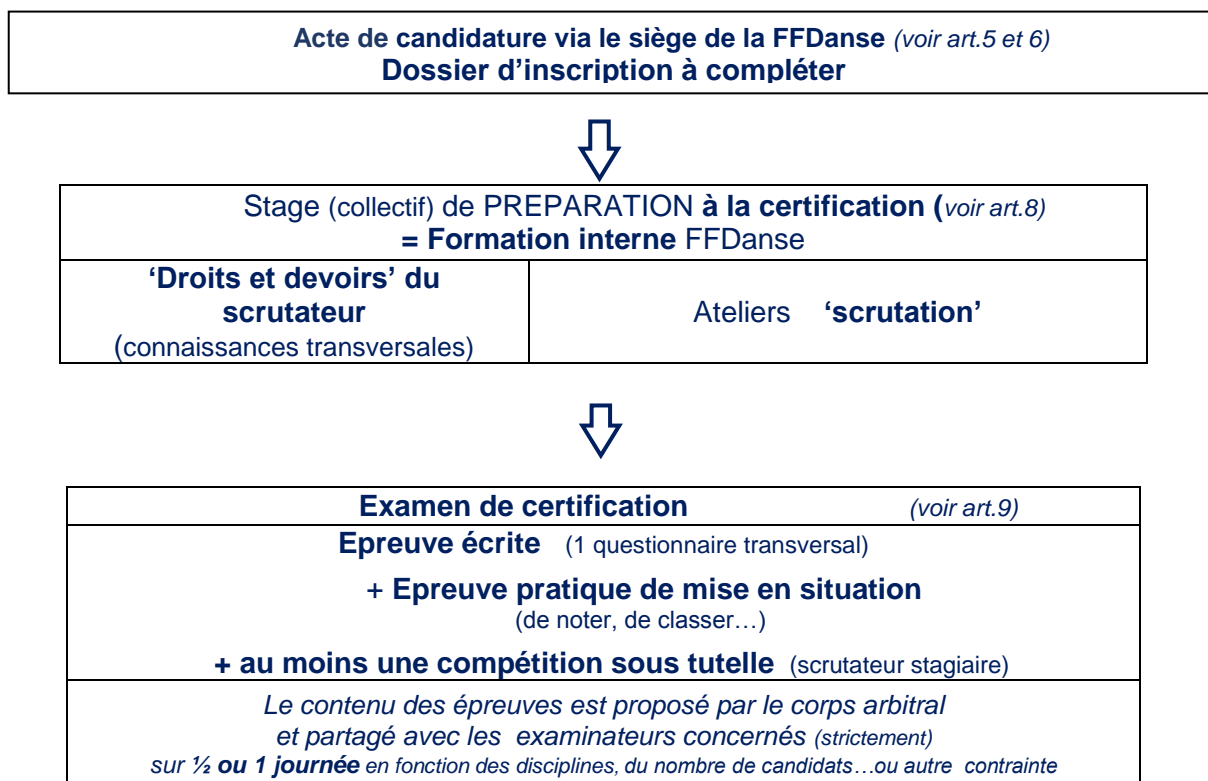 Acte de candidature via le siège de la FFDanse (voir art.5 et 6)
Dossier d’inscription à compléter
Stage (collectif) de PREPARATION à la certification (voir art.8)
= Formation interne FFDanse
‘Droits et devoirs’ du
scrutateur
(connaissances transversales)
Ateliers ‘scrutation’
Examen de certification (voir art.9)
Epreuve écrite (1 questionnaire transversal)
+ Epreuve pratique de mise en situation
(de noter, de classer…)
+ au moins une compétition sous tutelle (scrutateur stagiaire)
Le contenu des épreuves est proposé par le corps arbitral
et partagé avec les examinateurs concernés (strictement)
sur ½ ou 1 journée en fonction des disciplines, du nombre de candidats…ou autre contrainte